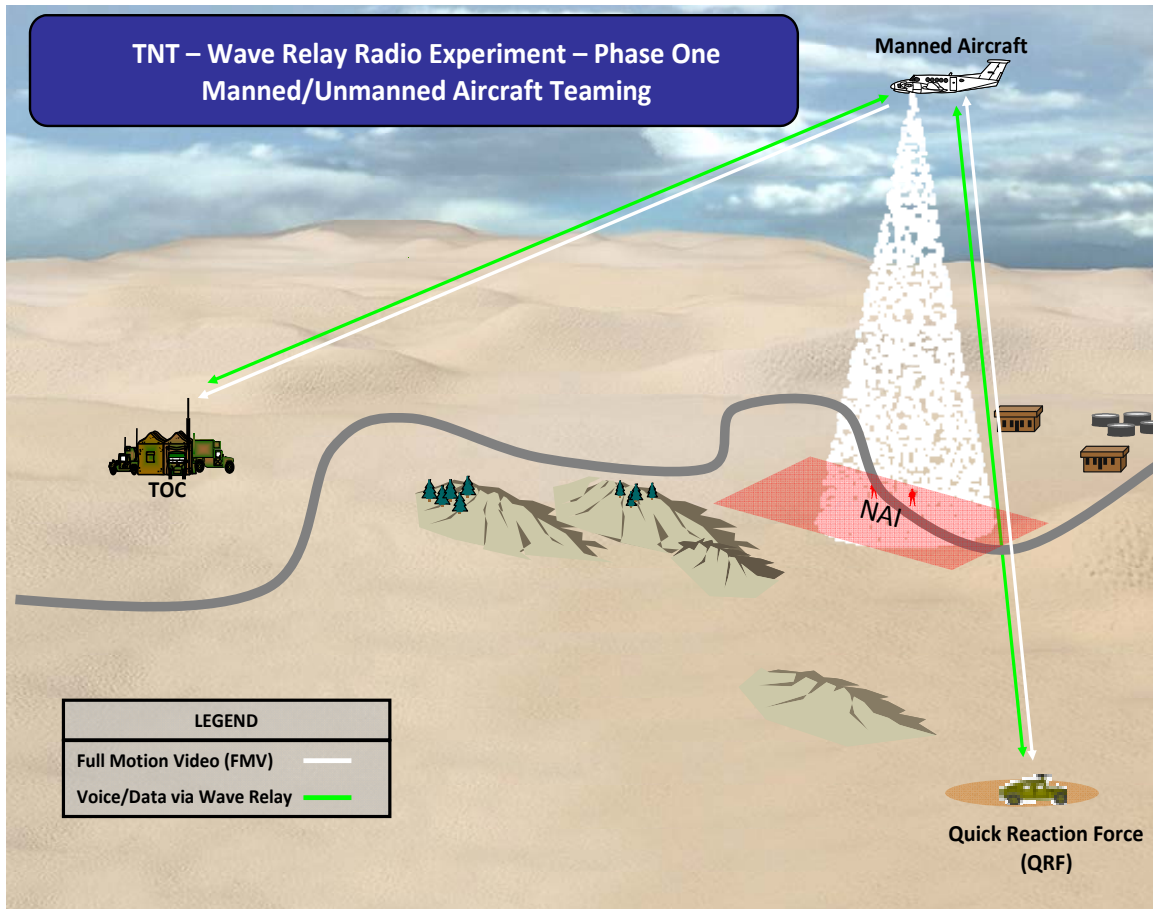 TNT – Wave Relay Radio Experiment – Phase One
Manned/Unmanned Aircraft Teaming
Manned Aircraft
TOC
NAI
LEGEND
Full Motion Video (FMV)
Voice/Data via Wave Relay
Quick Reaction Force
(QRF)